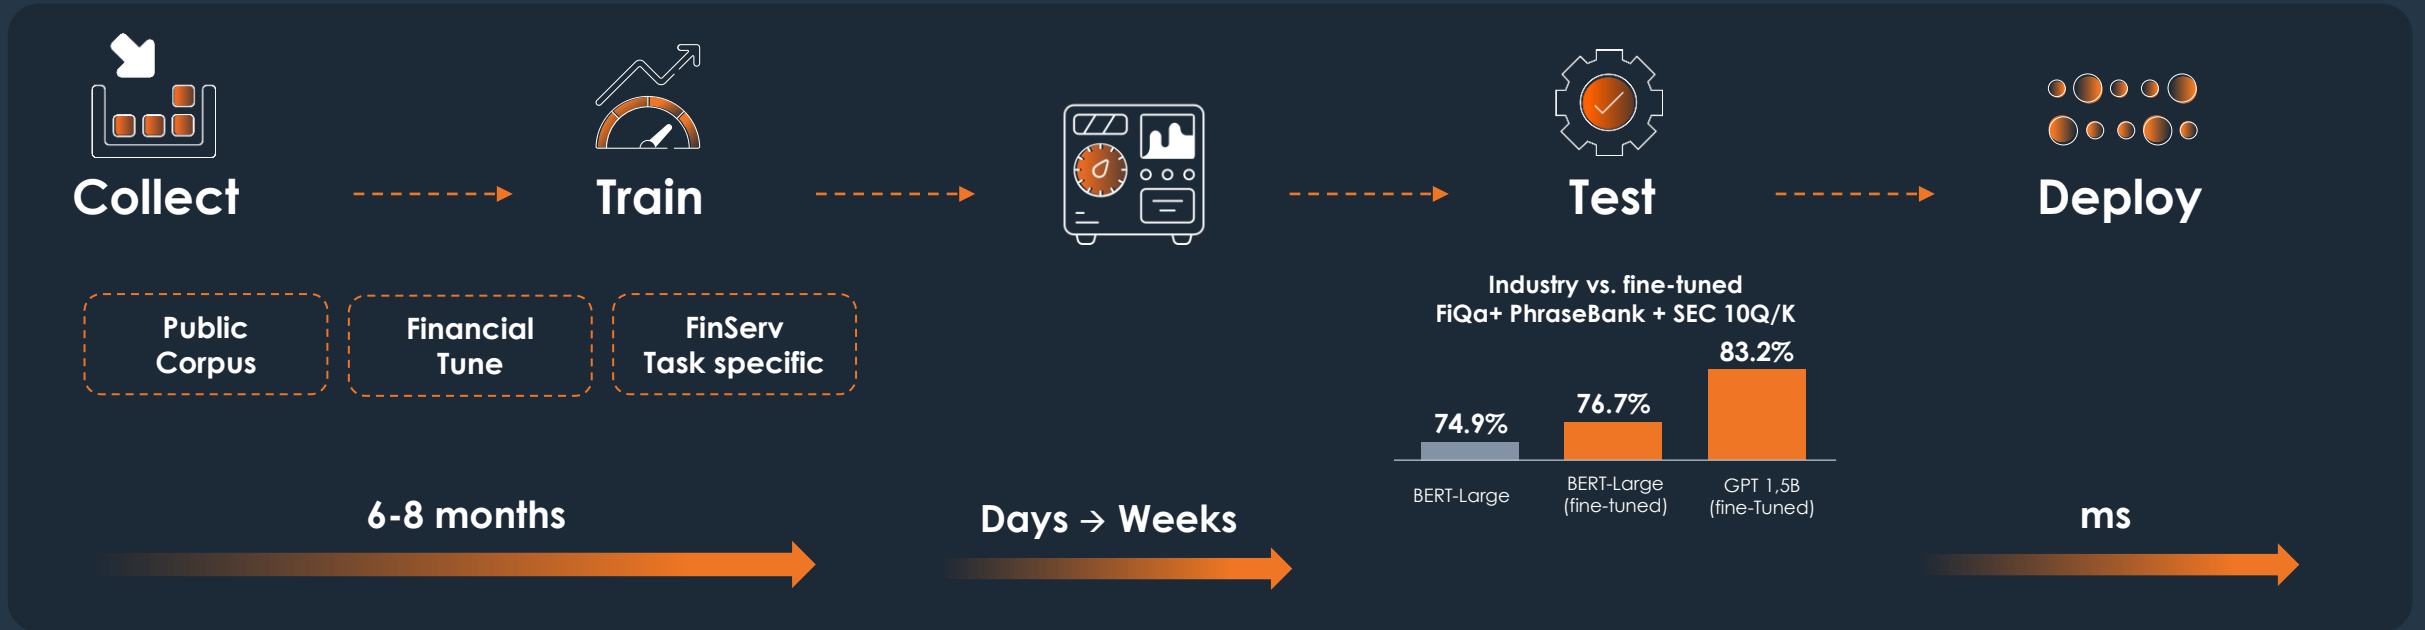 Collect
Train
Test
Deploy
Public
Corpus
Financial
Tune
FinServ
Task specific
Industry vs. fine-tuned
FiQa+ PhraseBank + SEC 10Q/K
74.9%
76.7%
83.2%
BERT-Large
BERT-Large
(fine-tuned)
GPT 1,5B
(fine-Tuned)
6-8 months
Days → Weeks
ms